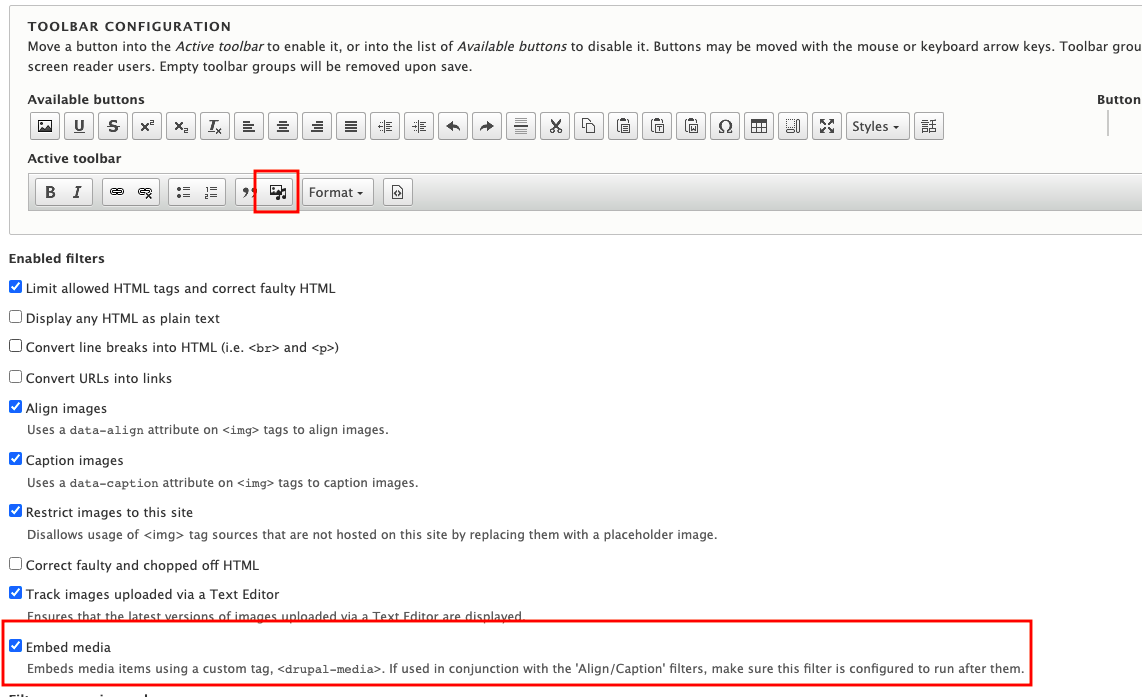 TOOLBAR CONFIGURATION
Move a button into the Active toolbar to enable it, or into the list of Available buttons to disable it. Buttons may be moved with the mouse or keyboard arrow keys. Toolbar grou
screen reader users. Empty toolbar groups will be removed upon save.
Available buttons
Button
U S x² x₂ Tx Ω Styles 話
Active toolbar
B I Format
Enabled filters
Limit allowed HTML tags and correct faulty HTML
Display any HTML as plain text
Convert line breaks into HTML (i.e. <br> and <p>)
Convert URLs into links
Align images
Uses a data-align attribute on <img> tags to align images.
Caption images
Uses a data-caption attribute on <img> tags to caption images.
Restrict images to this site
Disallows usage of <img> tag sources that are not hosted on this site by replacing them with a placeholder image.
Correct faulty and chopped off HTML
Track images uploaded via a Text Editor
Ensures that the latest versions of images uploaded via a Text Editor are displayed.
Embed media
Embeds media items using a custom tag, <drupal-media>. If used in conjunction with the 'Align/Caption' filters, make sure this filter is configured to run after them.